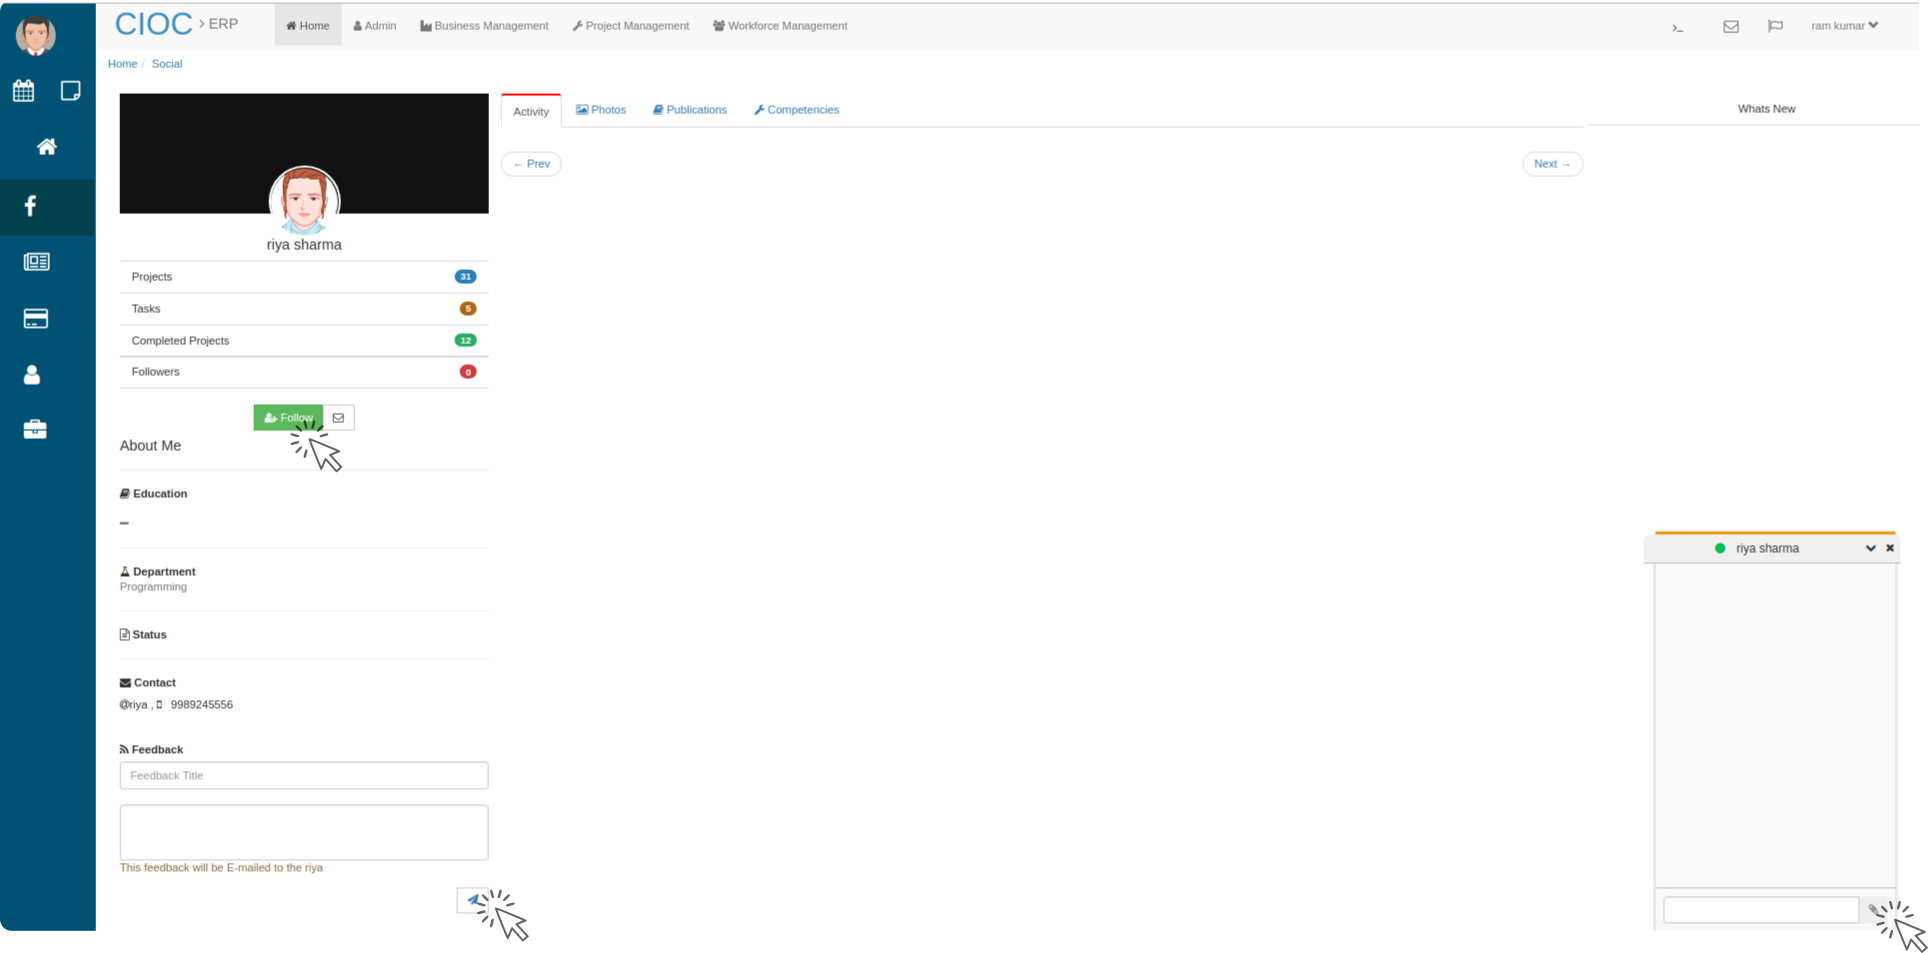 CIOC > ERP
Home
Admin
Business Management
Project Management
Workforce Management
ram kumar
Home / Social
riya sharma
Projects 31
Tasks 5
Completed Projects 12
Followers 0
Follow
About Me
Education
Department
Programming
Status
Contact
@riya , 9989245556
Feedback
Feedback Title
This feedback will be E-mailed to the riya
Activity
Photos
Publications
Competencies
← Prev
Next →
Whats New
riya sharma